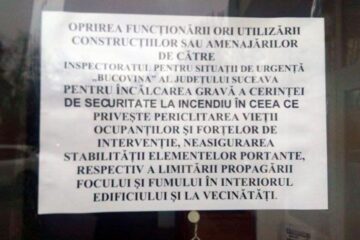 OPRIREA FUNCȚIONĂRII ORI UTILIZĂRII
CONSTRUCȚIILOR SAU AMENAJĂRILOR
DE CĂTRE
INSPECTORATUL PENTRU SITUAȚII DE URGENȚĂ
„BUCOVINA” AL JUDEȚULUI SUCEAVA
PENTRU ÎNCĂLCAREA GRAVĂ A CERINȚEI
DE SECURITATE LA INCENDIU ÎN CEEA CE
PRIVEȘTE PERICLITAREA VIEȚII
OCUPANȚILOR ȘI FORȚELOR DE
INTERVENȚIE, NEASIGURAREA
STABILITĂȚII ELEMENTELOR PORTANTE,
RESPECTIV A LIMITĂRII PROPAGĂRII
FOCULUI ȘI FUMULUI ÎN INTERIORUL
EDIFICIULUI ȘI LA VECINĂTĂȚI.